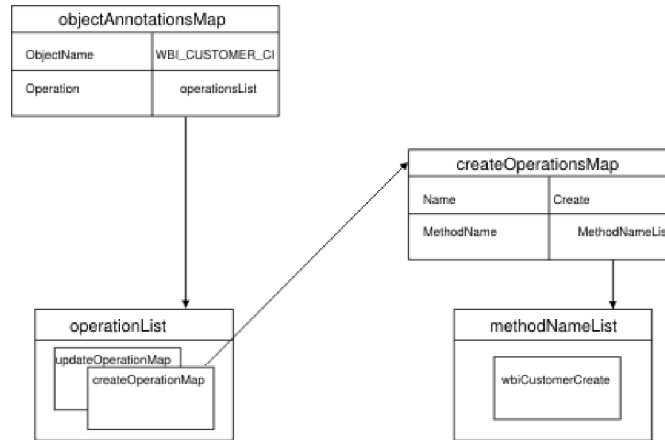 objectAnnotationsMap
ObjectName WBI_CUSTOMER_CI
Operation operationsList
createOperationsMap
Name Create
MethodName MethodNameLis
operationList
updateOperationMap
createOperationMap
methodNameList
wbiCustomerCreate